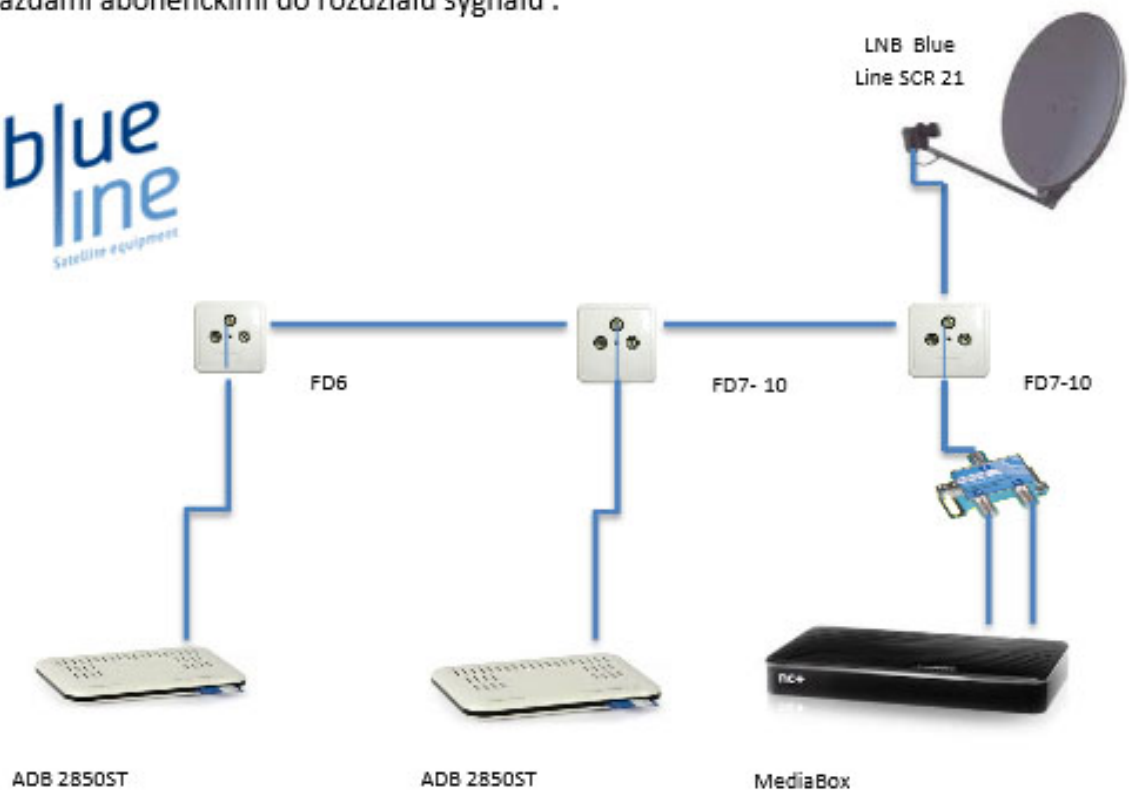 azdami abonenckimi do rozdziału sygnału .
LNB Blue
Line SCR 21
blue
line
Satellite equipment
FD6
FD7- 10
FD7-10
nc+
ADB 2850ST
ADB 2850ST
MediaBox